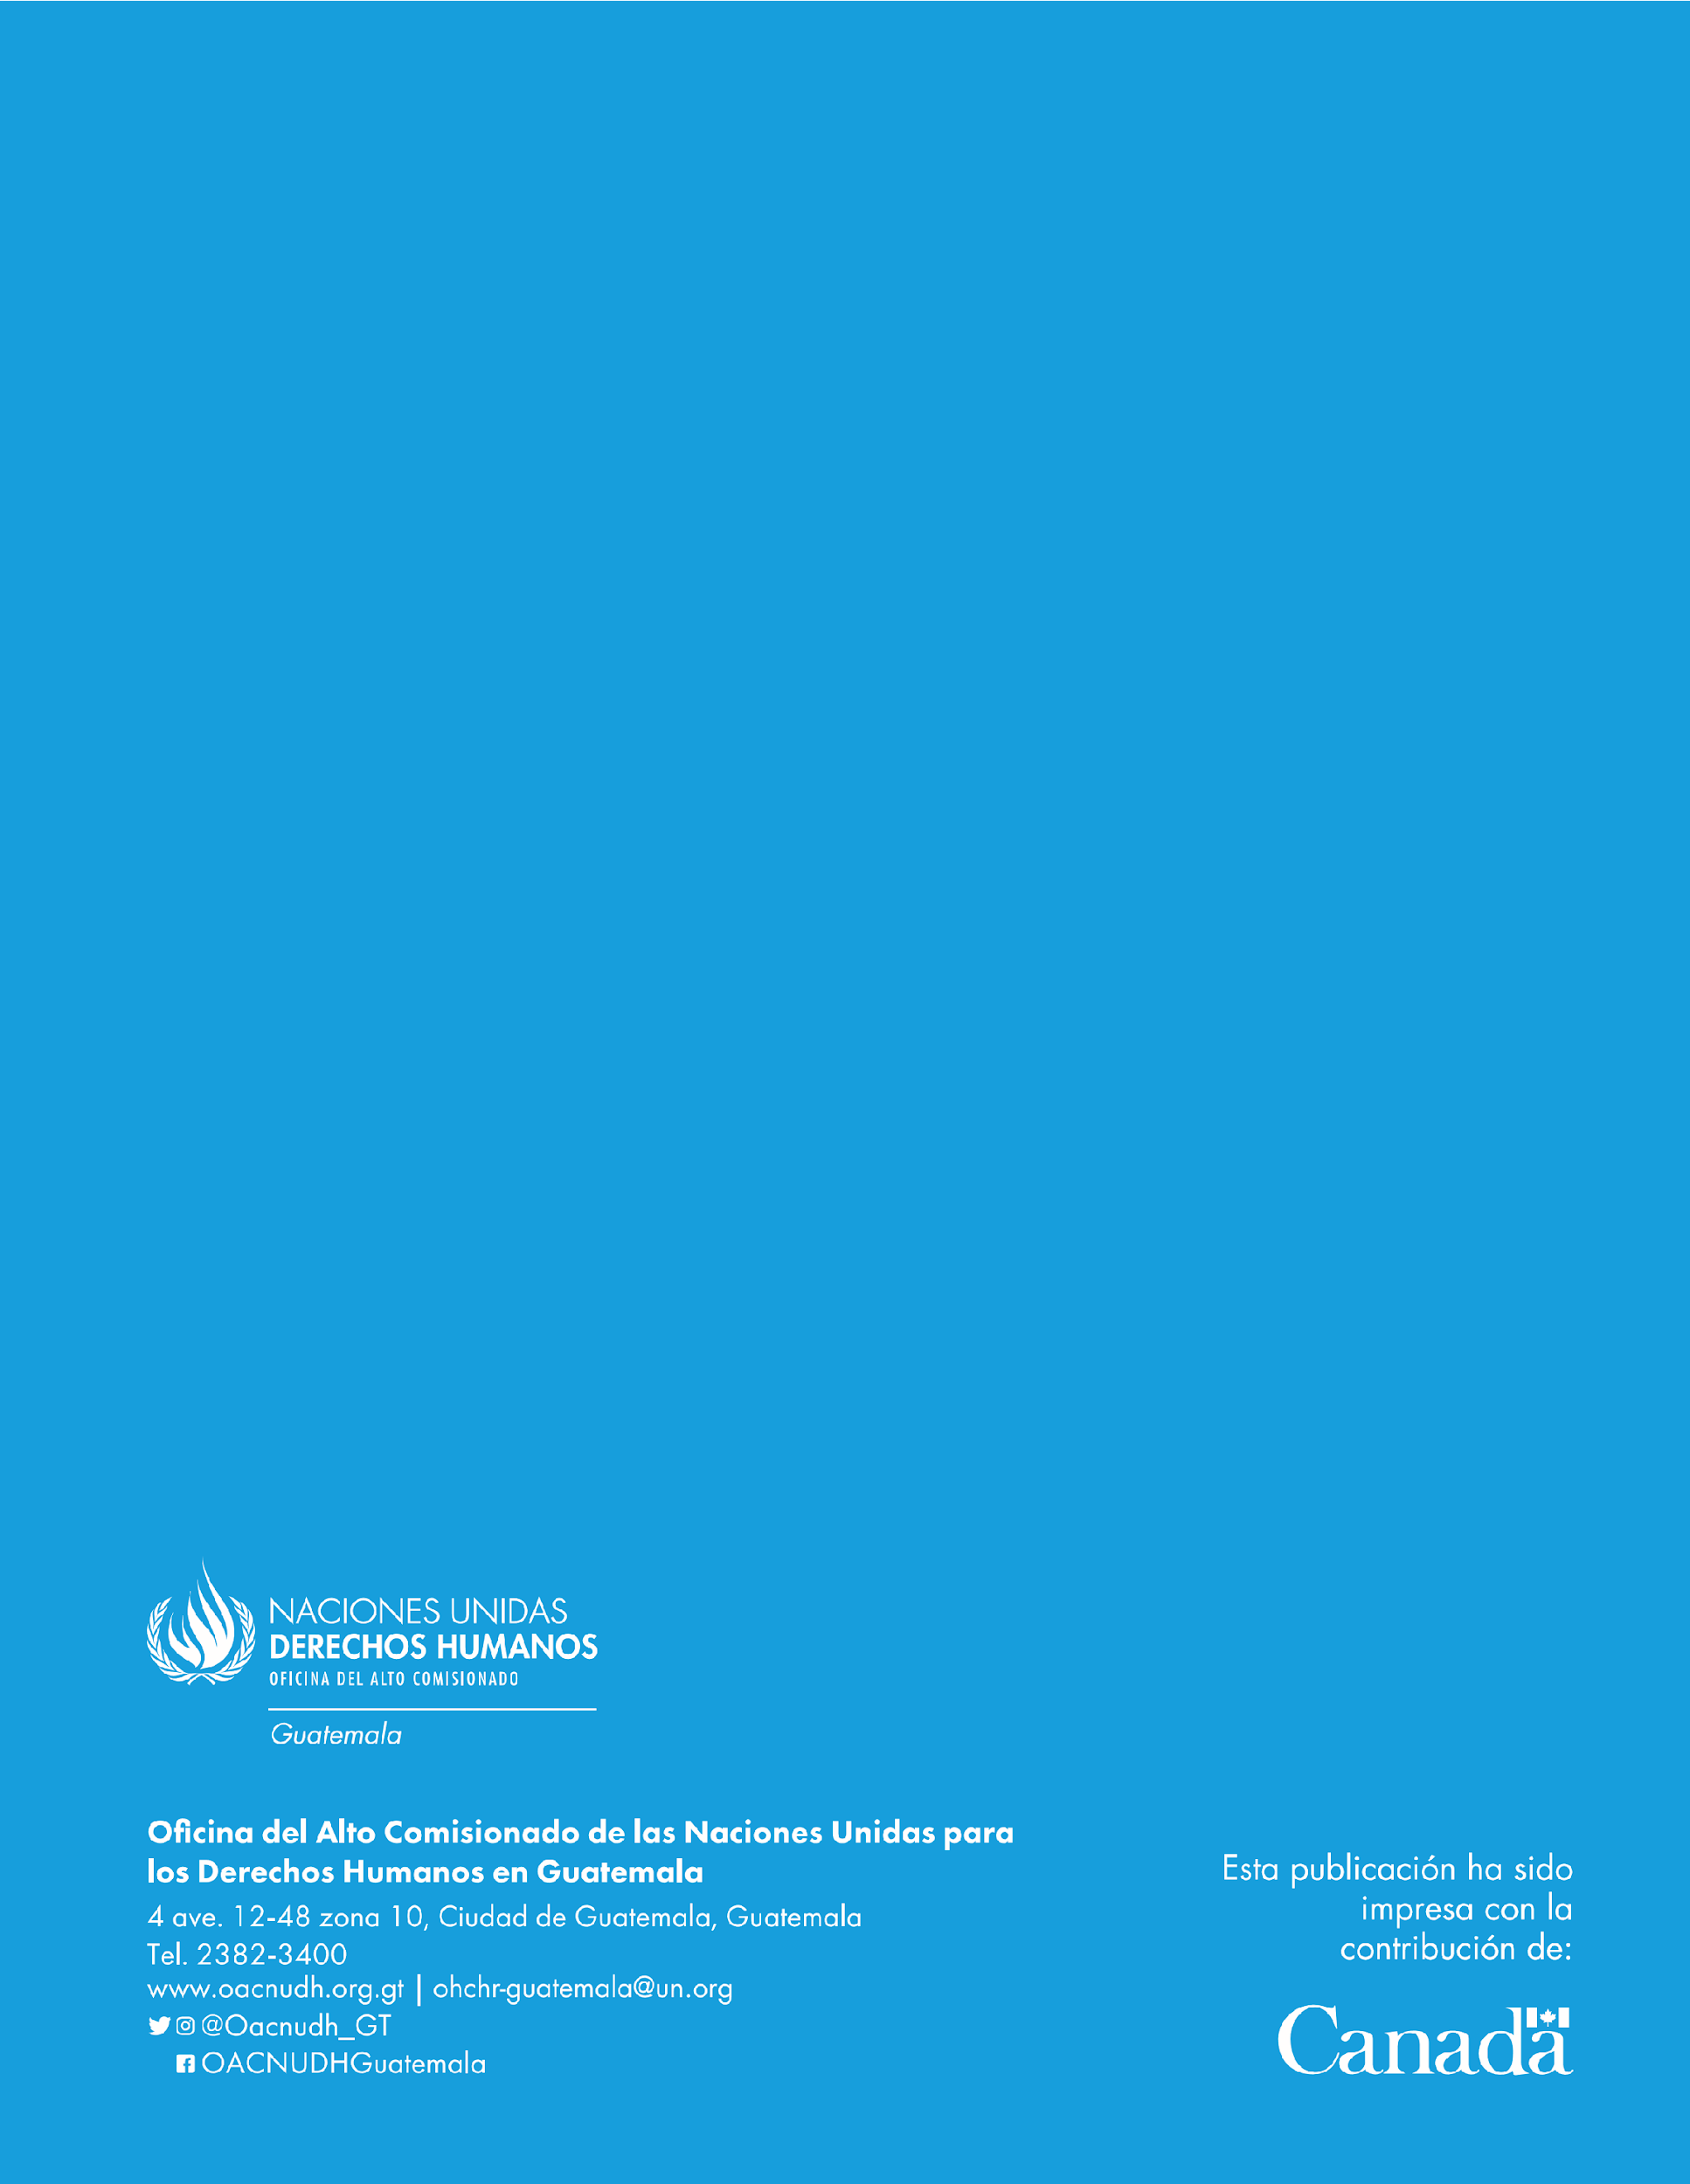 NACIONES UNIDAS
DERECHOS HUMANOS
OFICINA DEL ALTO COMISIONADO
Guatemala
Oficina del Alto Comisionado de las Naciones Unidas para
los Derechos Humanos en Guatemala
4 ave. 12-48 zona 10, Ciudad de Guatemala, Guatemala
Tel. 2382-3400
www.oacnudh.org.gt | ohchr-guatemala@un.org
@Oacnudh_GT
OACNUDHGuatemala
Esta publicación ha sido
impresa con la
contribución de:
Canada